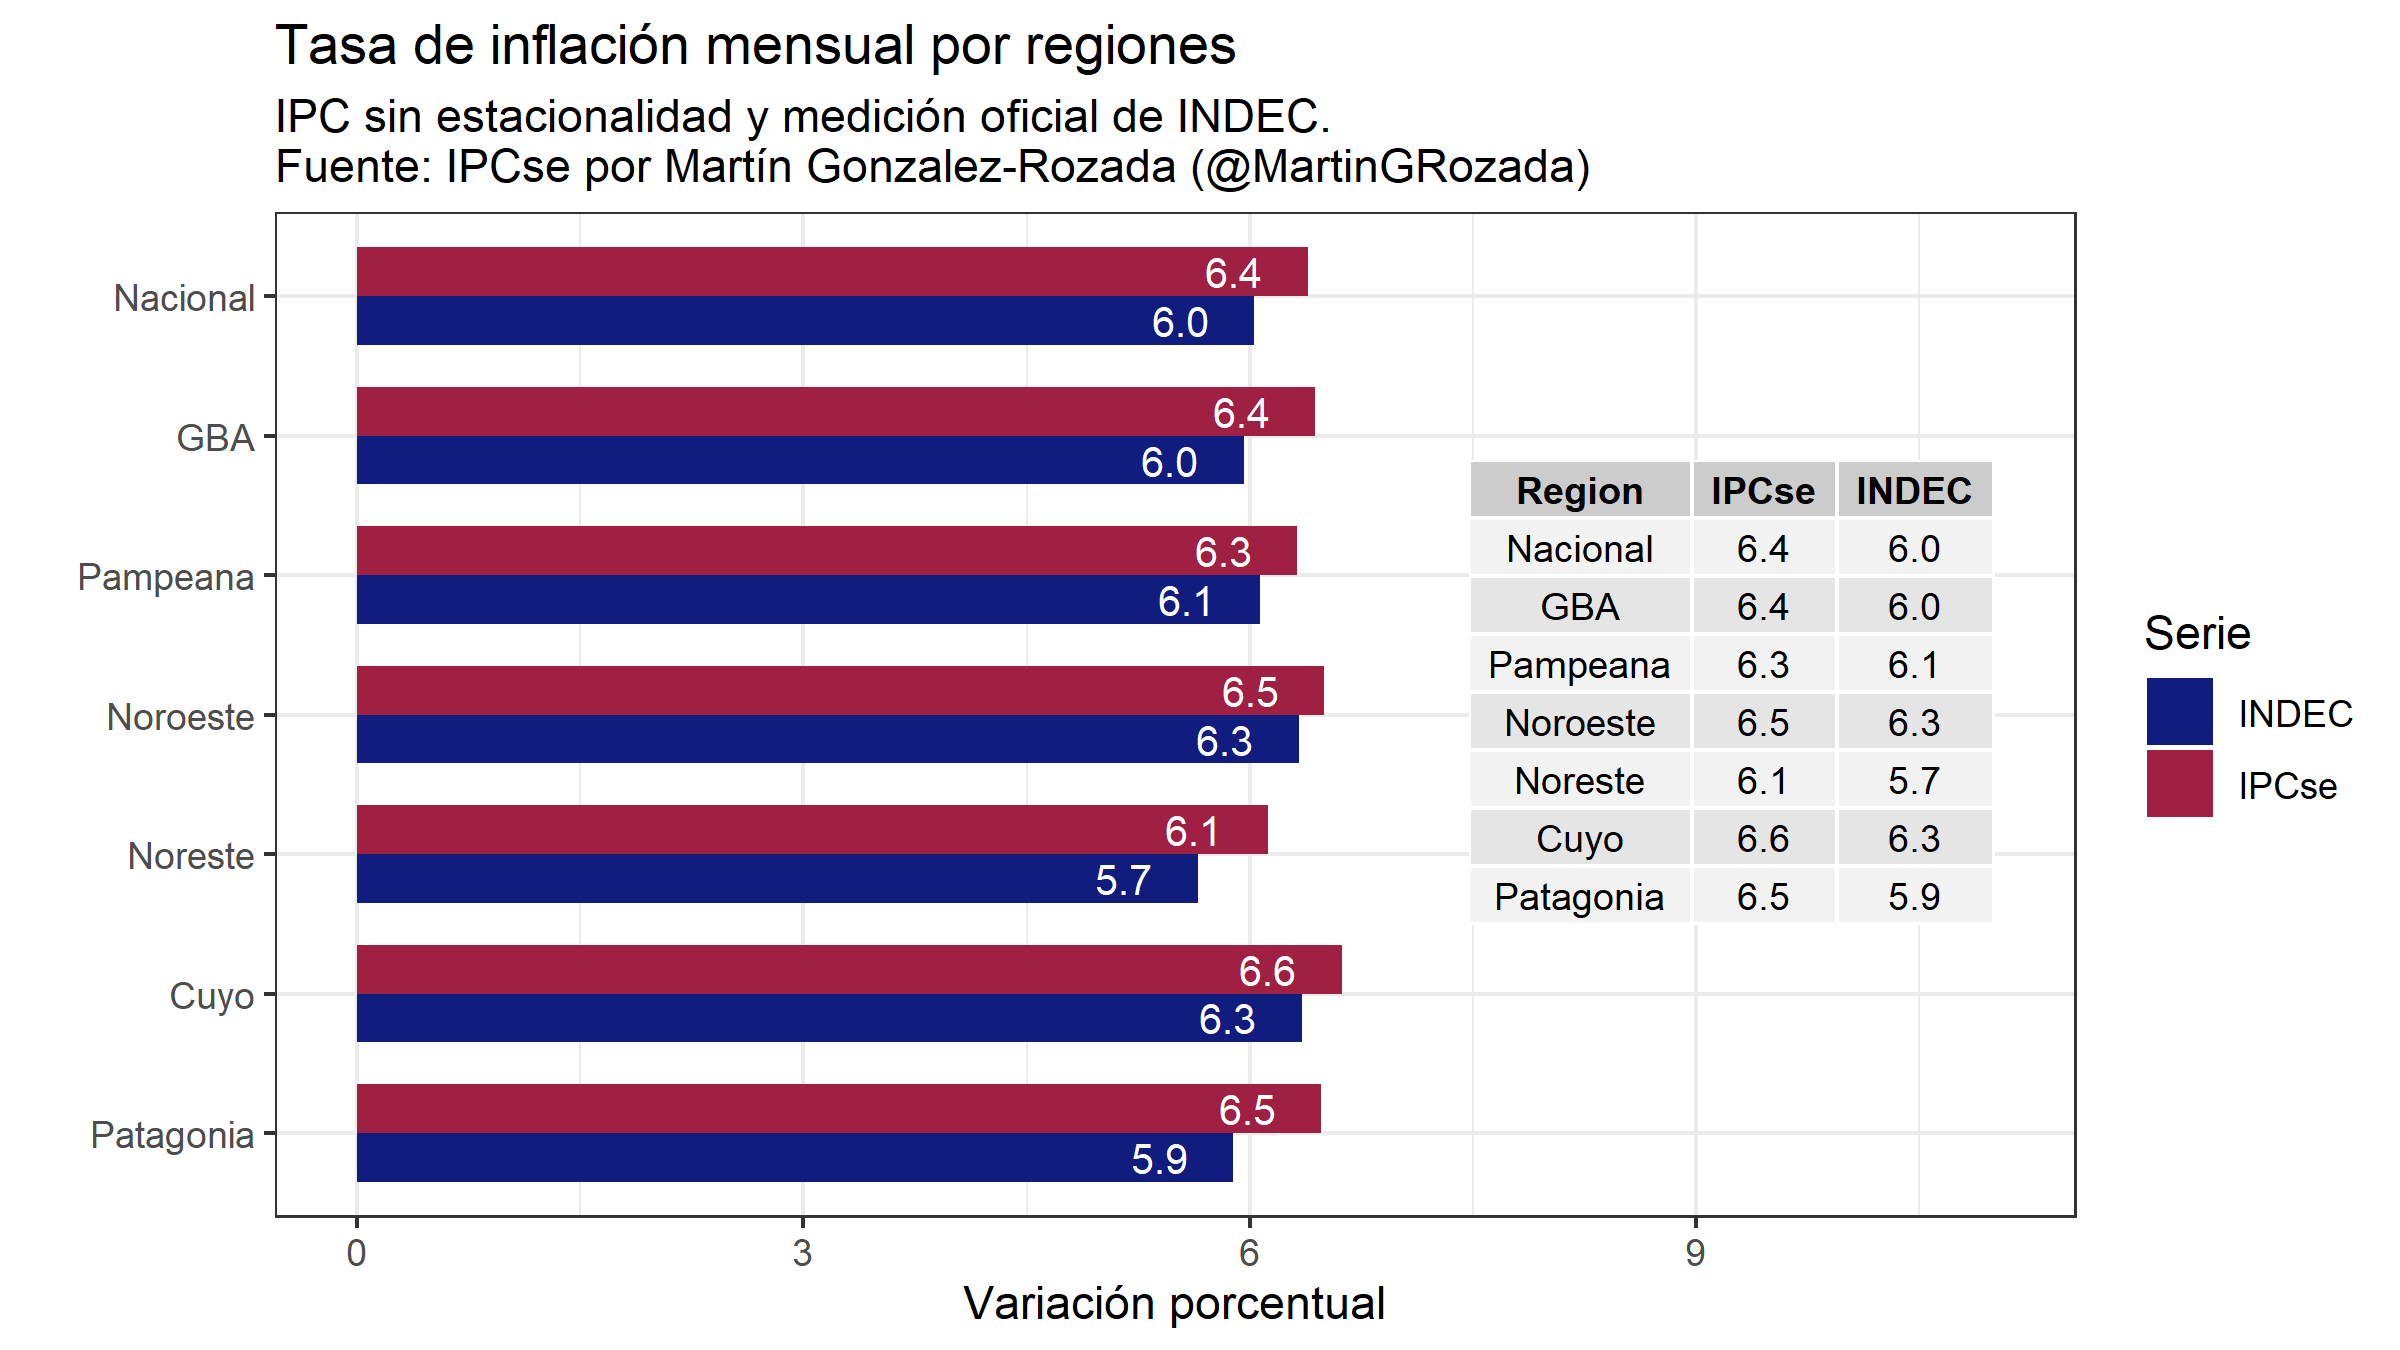 Tasa de inflación mensual por regiones
IPC sin estacionalidad y medición oficial de INDEC.
Fuente: IPCse por Martín Gonzalez-Rozada (@MartinGRozada)
Nacional
6.4
6.0
GBA
6.4
6.0
Pampeana
6.3
6.1
Noroeste
6.5
6.3
Noreste
6.1
5.7
Cuyo
6.6
6.3
Patagonia
6.5
5.9
Region IPCse INDEC
Nacional 6.4 6.0
GBA 6.4 6.0
Pampeana 6.3 6.1
Noroeste 6.5 6.3
Noreste 6.1 5.7
Cuyo 6.6 6.3
Patagonia 6.5 5.9
Serie
INDEC
IPCse
0 3 6 9
Variación porcentual